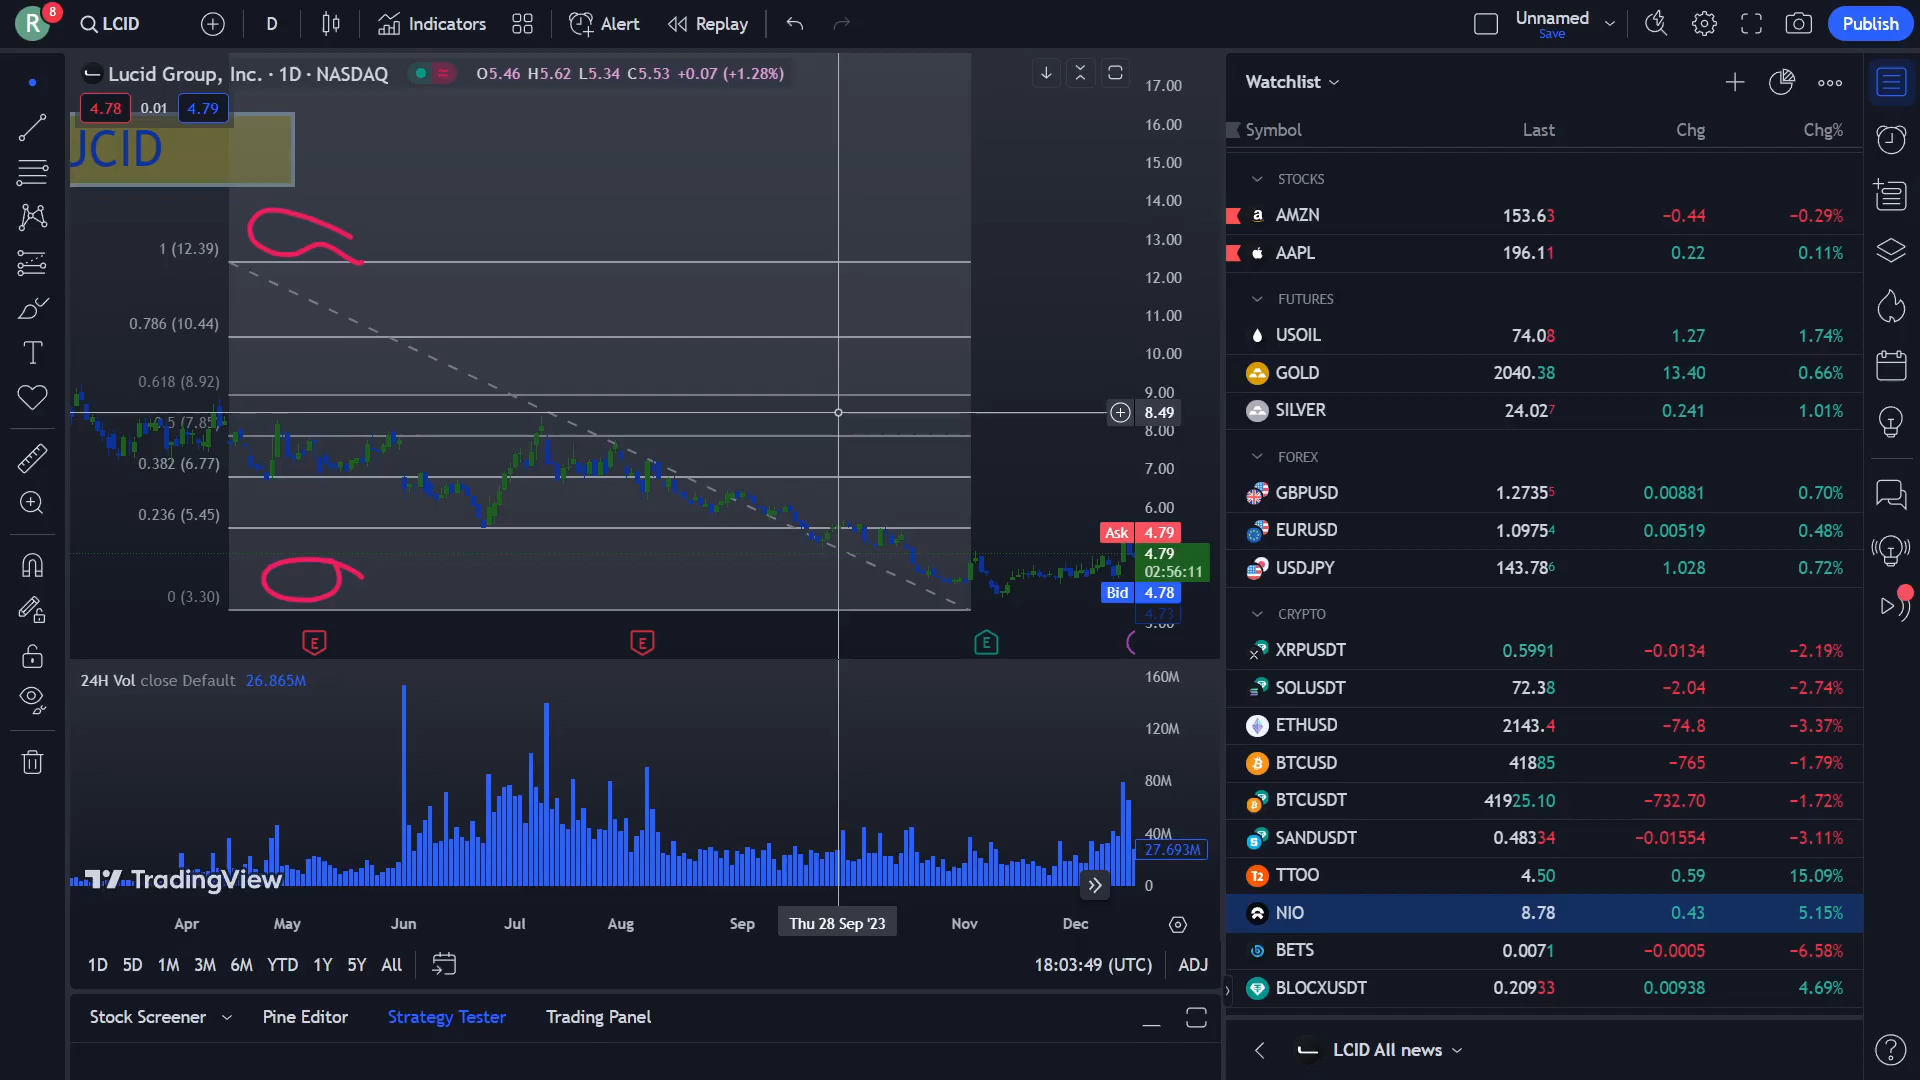 R 8 LCID D Indicators Alert Replay Unnamed Save Publish
Lucid Group, Inc. · 1D · NASDAQ O5.46 H5.62 L5.34 C5.53 +0.07 (+1.28%)
4.78 0.01 4.79
UCID
1 (12.39)
0.786 (10.44)
0.618 (8.92)
0.5 (7.85)
0.382 (6.77)
0.236 (5.45)
0 (3.30)
17.00
16.00
15.00
14.00
13.00
12.00
11.00
10.00
9.00
8.49
8.00
7.00
6.00
Ask 4.79
4.79
02:56:11
Bid 4.78
4.73
E E E
24H Vol close Default 26.865M
160M
120M
80M
40M
27.693M
0
TradingView
Apr May Jun Jul Aug Sep Thu 28 Sep '23 Nov Dec
1D 5D 1M 3M 6M YTD 1Y 5Y All 18:03:49 (UTC) ADJ
Stock Screener Pine Editor Strategy Tester Trading Panel
Watchlist
Symbol Last Chg Chg%
STOCKS
AMZN 153.63 −0.44 −0.29%
AAPL 196.11 0.22 0.11%
FUTURES
USOIL 74.08 1.27 1.74%
GOLD 2040.38 13.40 0.66%
SILVER 24.027 0.241 1.01%
FOREX
GBPUSD 1.27355 0.00881 0.70%
EURUSD 1.09754 0.00519 0.48%
USDJPY 143.786 1.028 0.72%
CRYPTO
XRPUSDT 0.5991 −0.0134 −2.19%
SOLUSDT 72.38 −2.04 −2.74%
ETHUSD 2143.4 −74.8 −3.37%
BTCUSD 41885 −765 −1.79%
BTCUSDT 41925.10 −732.70 −1.72%
SANDUSDT 0.48334 −0.01554 −3.11%
TTOO 4.50 0.59 15.09%
NIO 8.78 0.43 5.15%
BETS 0.0071 −0.0005 −6.58%
BLOCXUSDT 0.20933 0.00938 4.69%
LCID All news